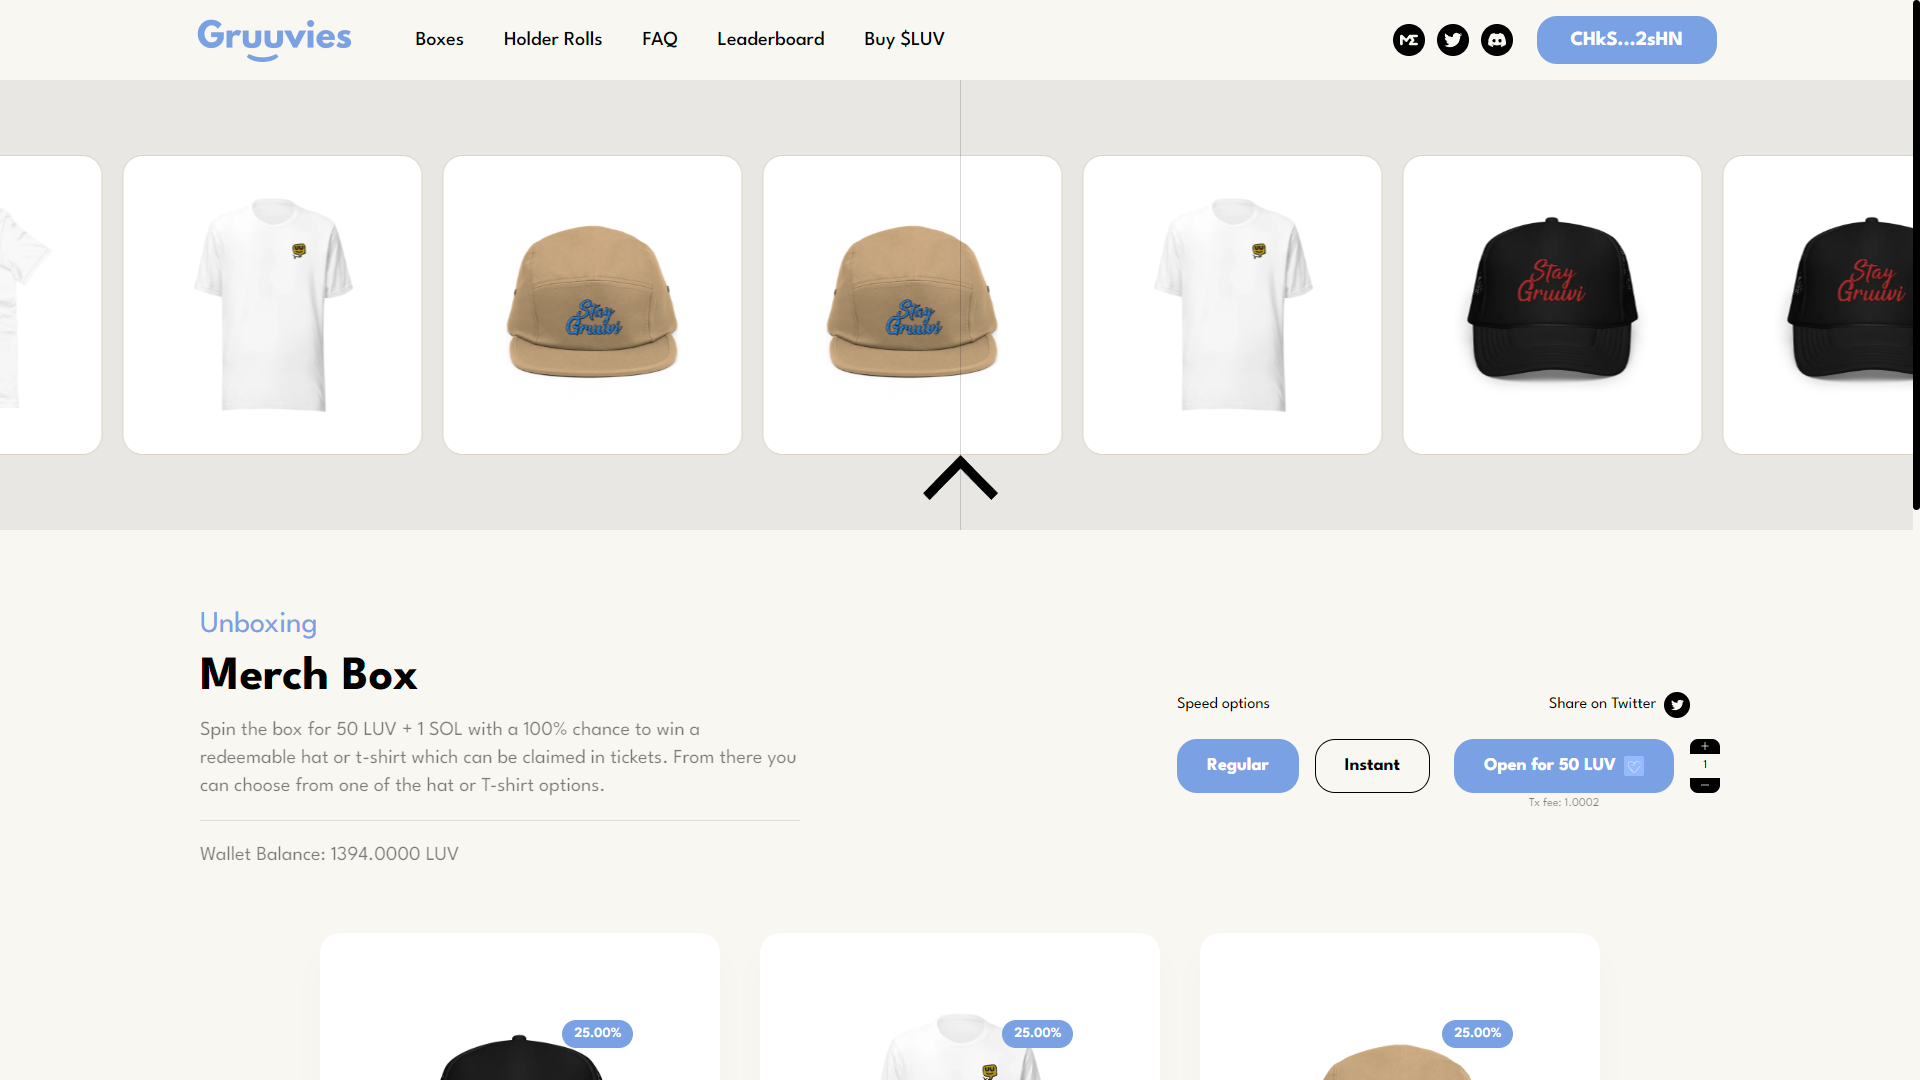 Gruuvies
Boxes
Holder Rolls
FAQ
Leaderboard
Buy $LUV
CHkS...2sHN
Stay
Gruuvi
Stay
Gruuvi
Stay
Gruuvi
Stay
Gruuvi
Unboxing
Merch Box
Spin the box for 50 LUV + 1 SOL with a 100% chance to win a
redeemable hat or t-shirt which can be claimed in tickets. From there you
can choose from one of the hat or T-shirt options.
Wallet Balance: 1394.0000 LUV
Speed options
Share on Twitter
Regular
Instant
Open for 50 LUV
+
1
−
Tx fee: 1.0002
25.00%
25.00%
25.00%